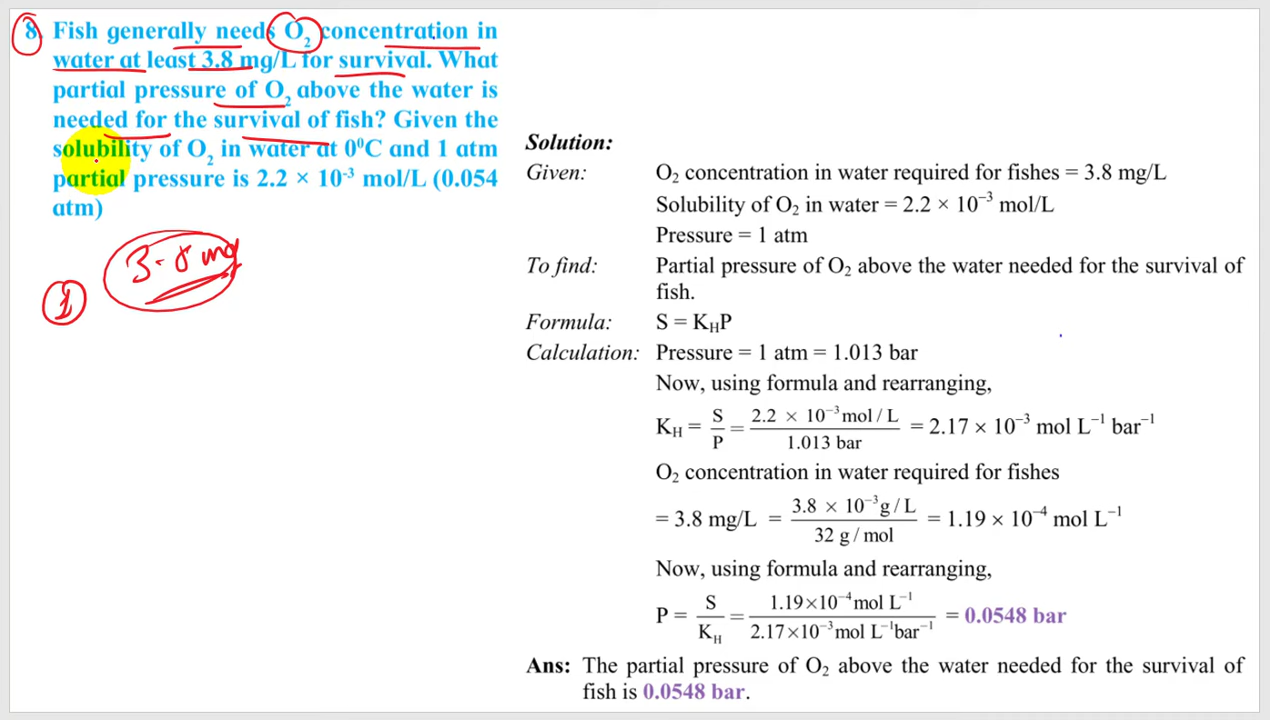 8. Fish generally needs O₂ concentration in
water at least 3.8 mg/L for survival. What
partial pressure of O₂ above the water is
needed for the survival of fish? Given the
solubility of O₂ in water at 0⁰C and 1 atm
partial pressure is 2.2 × 10⁻³ mol/L (0.054
atm)
3.8 mg
1
Solution:
Given: O₂ concentration in water required for fishes = 3.8 mg/L
Solubility of O₂ in water = 2.2 × 10⁻³ mol/L
Pressure = 1 atm
To find: Partial pressure of O₂ above the water needed for the survival of
fish.
Formula: S = K_HP
Calculation: Pressure = 1 atm = 1.013 bar
Now, using formula and rearranging,
K_H = S/P = 2.2 × 10⁻³ mol / L / 1.013 bar = 2.17 × 10⁻³ mol L⁻¹ bar⁻¹
O₂ concentration in water required for fishes
= 3.8 mg/L = 3.8 × 10⁻³ g / L / 32 g / mol = 1.19 × 10⁻⁴ mol L⁻¹
Now, using formula and rearranging,
P = S/K_H = 1.19×10⁻⁴ mol L⁻¹ / 2.17×10⁻³ mol L⁻¹bar⁻¹ = 0.0548 bar
Ans: The partial pressure of O₂ above the water needed for the survival of
fish is 0.0548 bar.